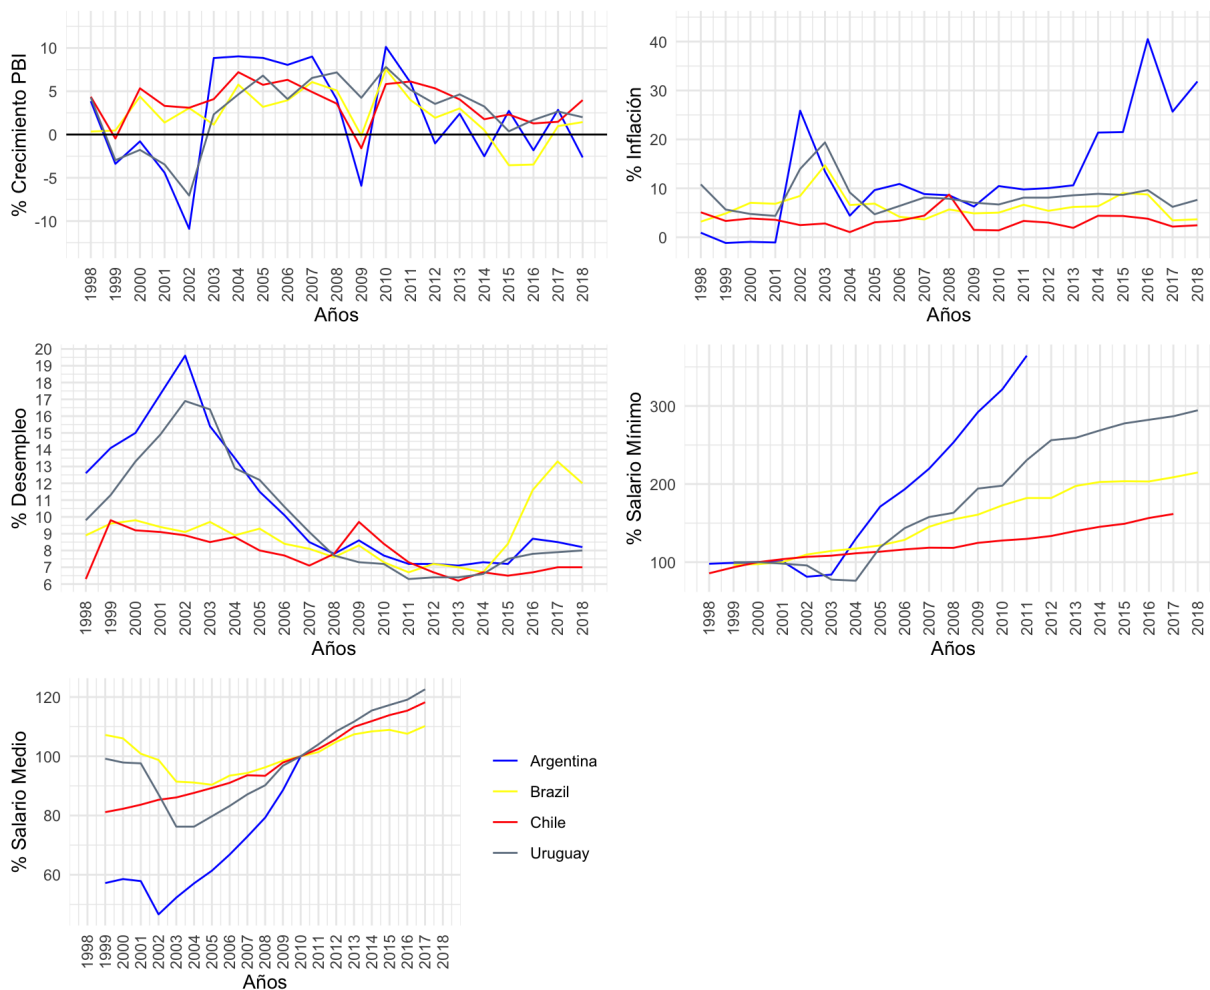 % Crecimiento PBI
10
5
0
-5
-10
1998 1999 2000 2001 2002 2003 2004 2005 2006 2007 2008 2009 2010 2011 2012 2013 2014 2015 2016 2017 2018
Años
% Inflación
40
30
20
10
0
1998 1999 2000 2001 2002 2003 2004 2005 2006 2007 2008 2009 2010 2011 2012 2013 2014 2015 2016 2017 2018
Años
% Desempleo
20
19
18
17
16
15
14
13
12
11
10
9
8
7
6
1998 1999 2000 2001 2002 2003 2004 2005 2006 2007 2008 2009 2010 2011 2012 2013 2014 2015 2016 2017 2018
Años
% Salario Mínimo
300
200
100
1998 1999 2000 2001 2002 2003 2004 2005 2006 2007 2008 2009 2010 2011 2012 2013 2014 2015 2016 2017 2018
Años
% Salario Medio
120
100
80
60
1998 1999 2000 2001 2002 2003 2004 2005 2006 2007 2008 2009 2010 2011 2012 2013 2014 2015 2016 2017 2018
Años
Argentina
Brazil
Chile
Uruguay